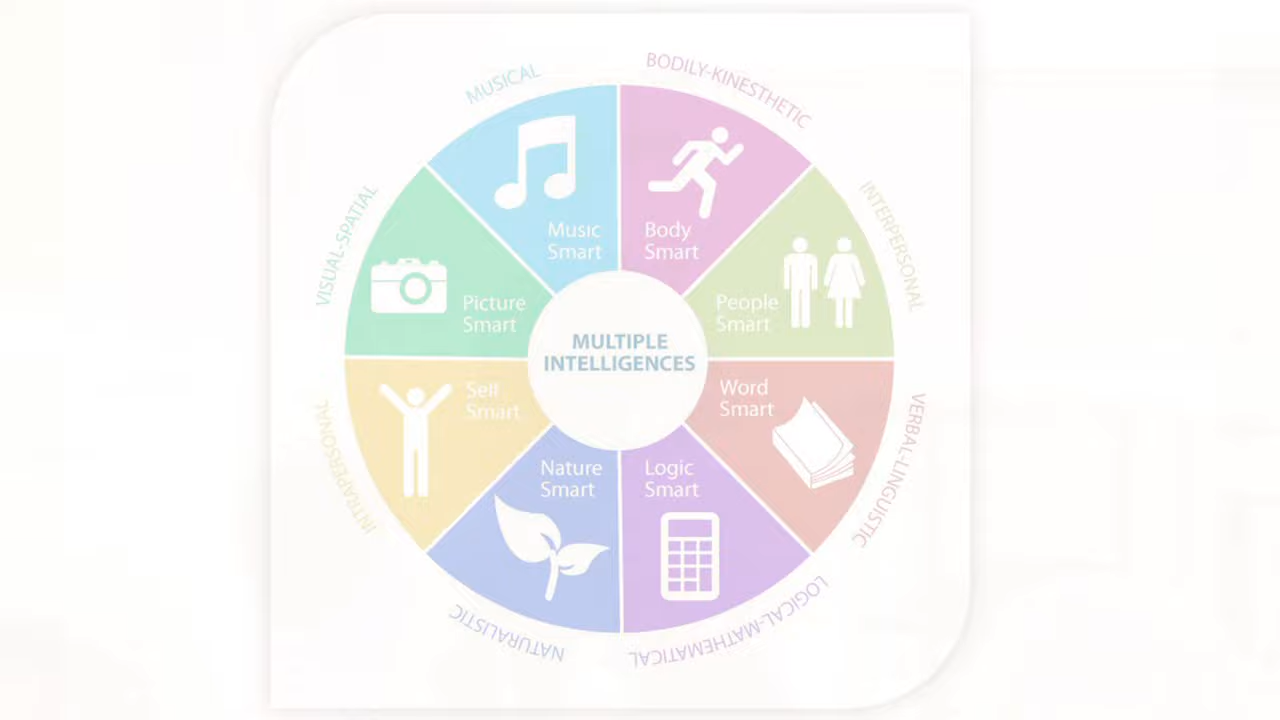 MUSICAL
BODILY-KINESTHETIC
VISUAL-SPATIAL
INTERPERSONAL
Music
Smart
Body
Smart
Picture
Smart
People
Smart
MULTIPLE
INTELLIGENCES
Self
Smart
Word
Smart
INTRAPERSONAL
VERBAL-LINGUISTIC
Nature
Smart
Logic
Smart
NATURALISTIC
LOGICAL-MATHEMATICAL